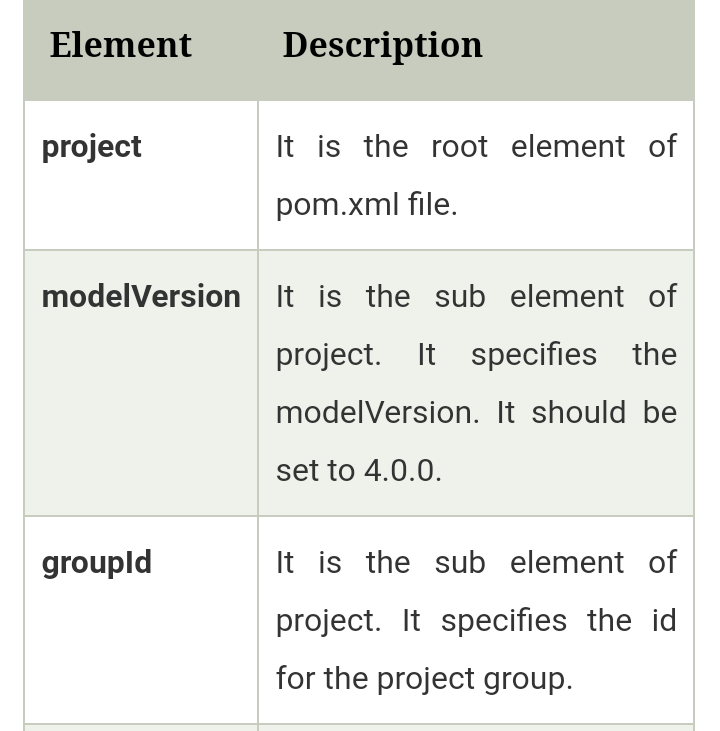 Element Description
project It is the root element of
pom.xml file.
modelVersion It is the sub element of
project. It specifies the
modelVersion. It should be
set to 4.0.0.
groupId It is the sub element of
project. It specifies the id
for the project group.